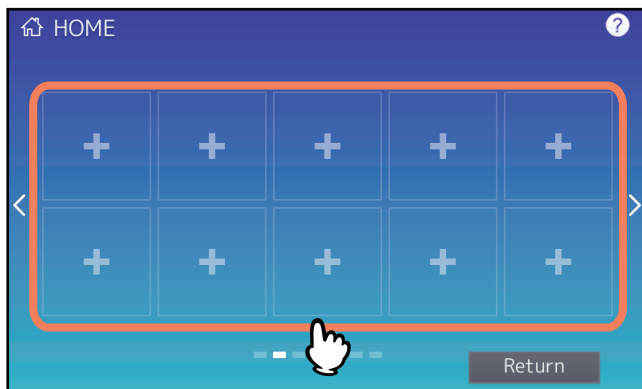 HOME
?
+ + + + +
+ + + + +
< >
Return